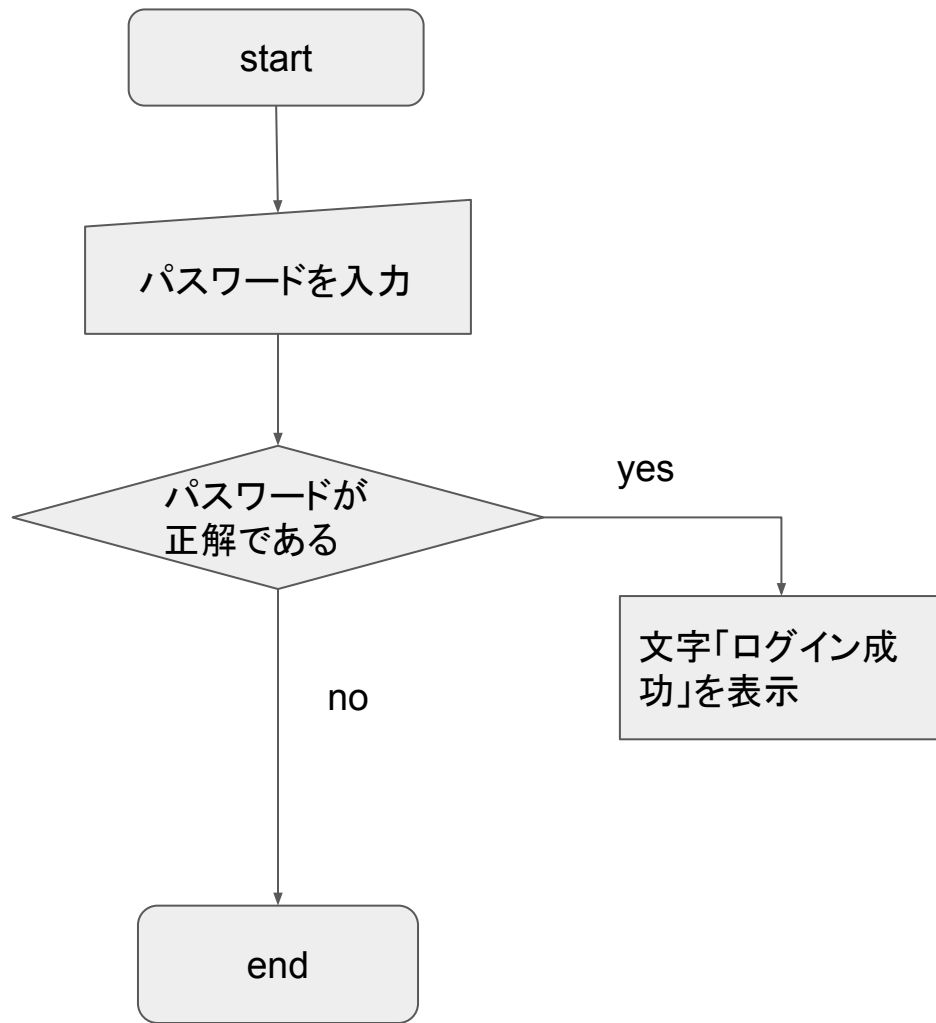 start
パスワードを入力
パスワードが
正解である
yes
文字「ログイン成
功」を表示
no
end